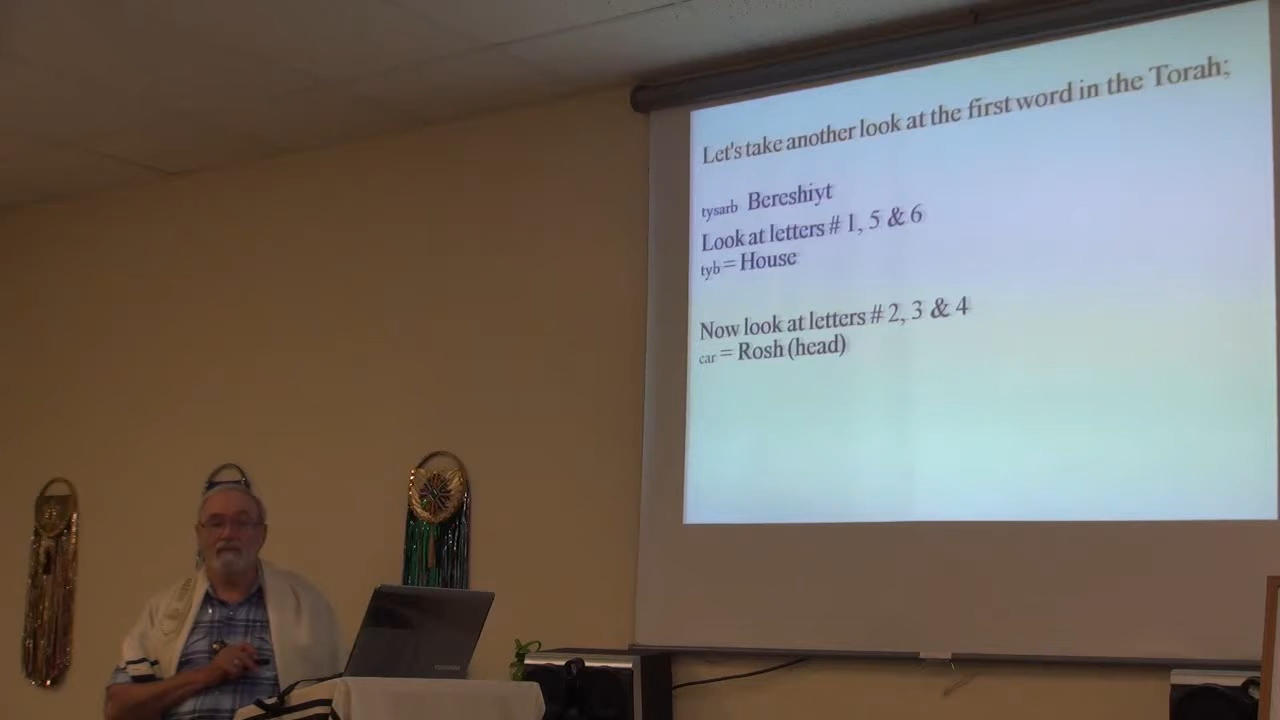 Let's take another look at the first word in the Torah;
tysarb Bereshiyt
Look at letters # 1, 5 & 6
tyb = House
Now look at letters # 2, 3 & 4
car = Rosh (head)
TOSHIBA